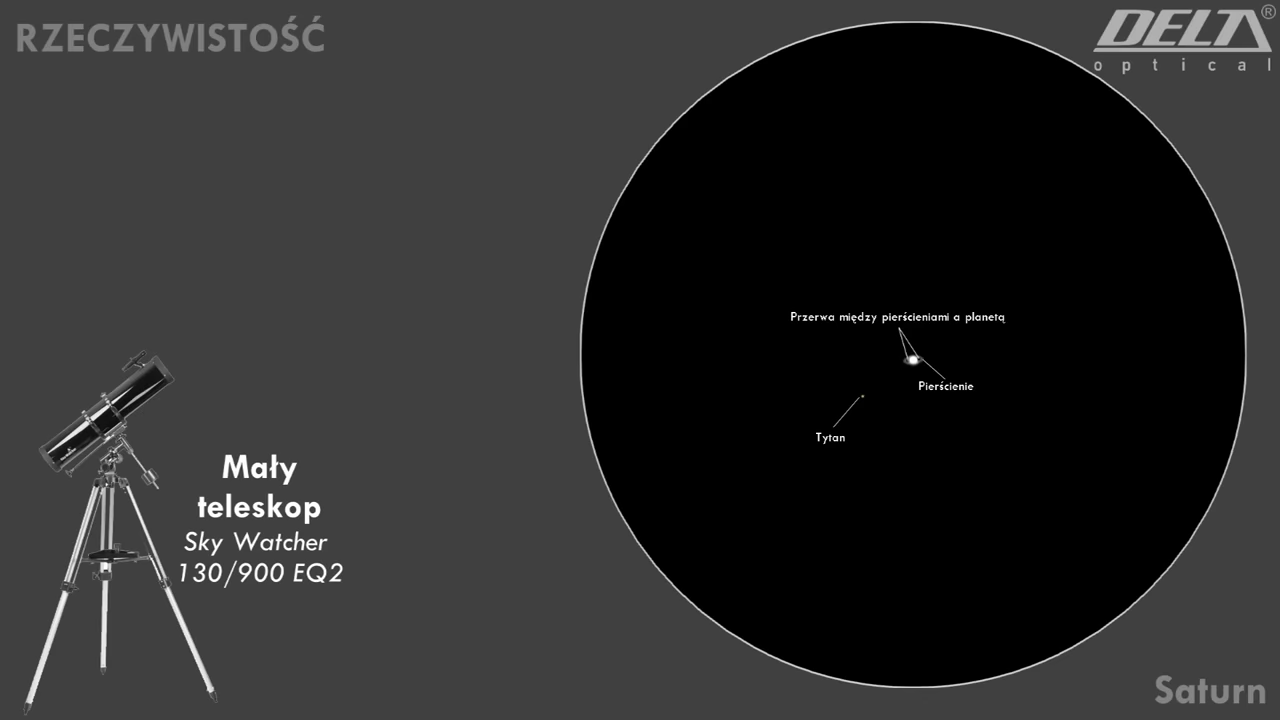 RZECZYWISTOŚĆ
DELTA®
optical
Przerwa między pierścieniami a planetą
Pierścienie
Tytan
Mały
teleskop
Sky Watcher
130/900 EQ2
Saturn